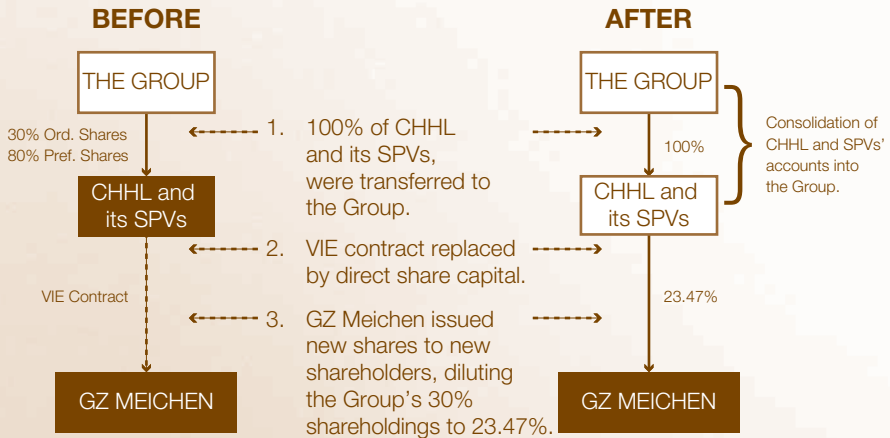 BEFORE
THE GROUP
30% Ord. Shares
80% Pref. Shares
CHHL and
its SPVs
VIE Contract
GZ MEICHEN
1. 100% of CHHL
and its SPVs,
were transferred to
the Group.
2. VIE contract replaced
by direct share capital.
3. GZ Meichen issued
new shares to new
shareholders, diluting
the Group's 30%
shareholdings to 23.47%.
AFTER
THE GROUP
100%
CHHL and
its SPVs
23.47%
GZ MEICHEN
Consolidation of
CHHL and SPVs'
accounts into
the Group.